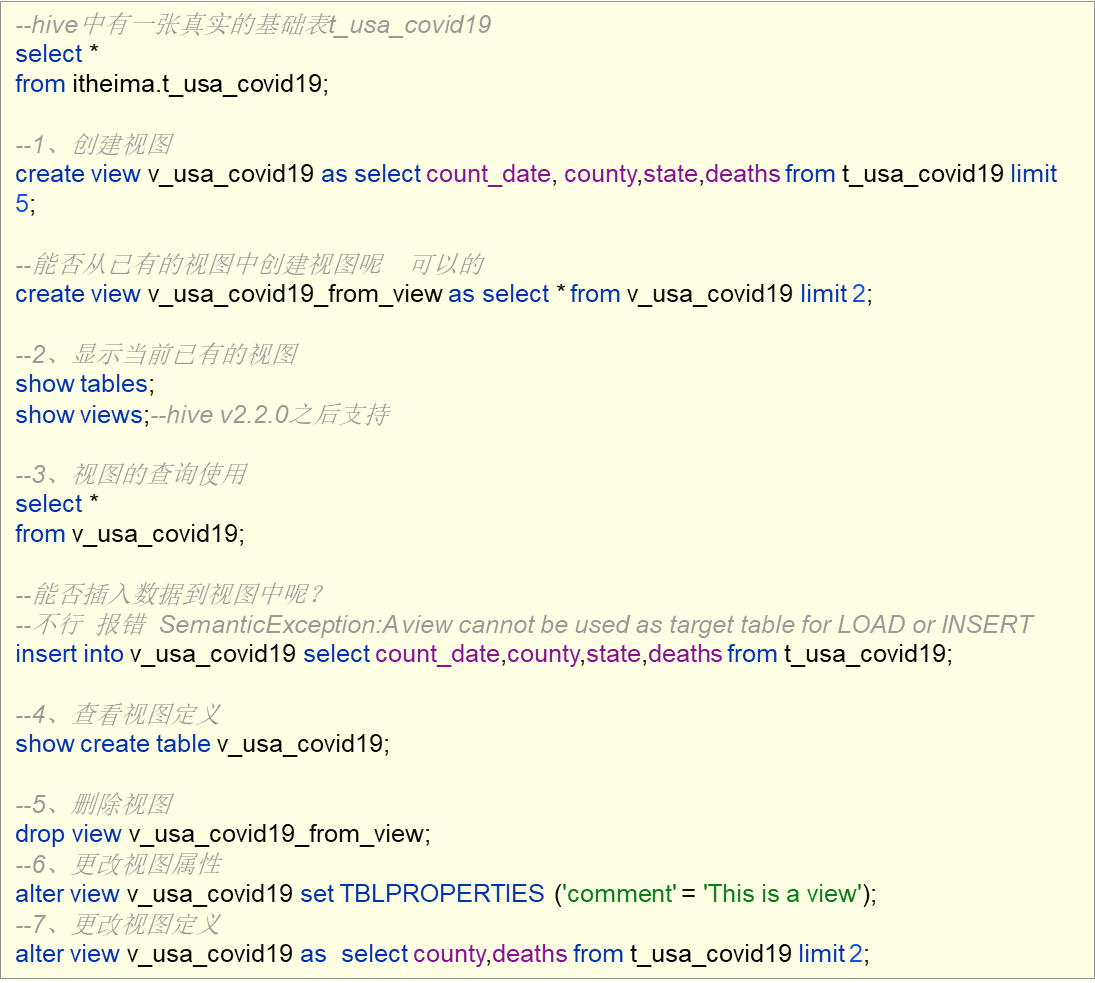 --hive中有一张真实的基础表t_usa_covid19
select *
from itheima.t_usa_covid19;
--1、创建视图
create view v_usa_covid19 as select count_date, county,state,deaths from t_usa_covid19 limit
5;
--能否从已有的视图中创建视图呢 可以的
create view v_usa_covid19_from_view as select * from v_usa_covid19 limit 2;
--2、显示当前已有的视图
show tables;
show views;--hive v2.2.0之后支持
--3、视图的查询使用
select *
from v_usa_covid19;
--能否插入数据到视图中呢？
--不行 报错 SemanticException:A view cannot be used as target table for LOAD or INSERT
insert into v_usa_covid19 select count_date,county,state,deaths from t_usa_covid19;
--4、查看视图定义
show create table v_usa_covid19;
--5、删除视图
drop view v_usa_covid19_from_view;
--6、更改视图属性
alter view v_usa_covid19 set TBLPROPERTIES ('comment' = 'This is a view');
--7、更改视图定义
alter view v_usa_covid19 as select county,deaths from t_usa_covid19 limit 2;